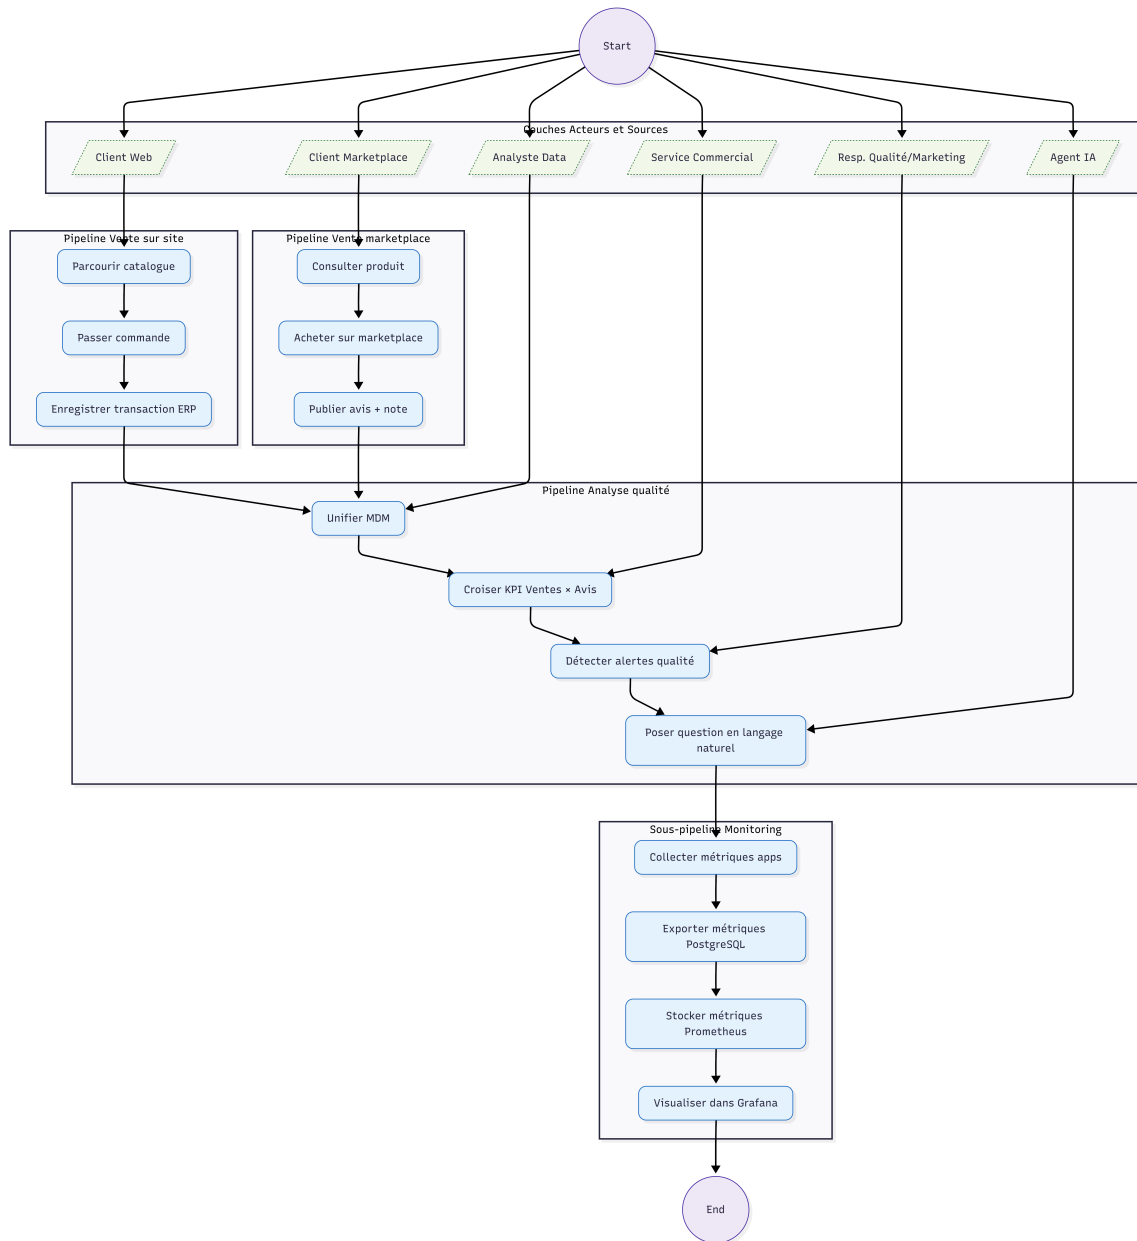 Start
Couches Acteurs et Sources
Client Web
Client Marketplace
Analyste Data
Service Commercial
Resp. Qualité/Marketing
Agent IA
Pipeline Vente sur site
Pipeline Vente marketplace
Parcourir catalogue
Consulter produit
Passer commande
Acheter sur marketplace
Enregistrer transaction ERP
Publier avis + note
Pipeline Analyse qualité
Unifier MDM
Croiser KPI Ventes × Avis
Détecter alertes qualité
Poser question en langage
naturel
Sous-pipeline Monitoring
Collecter métriques apps
Exporter métriques
PostgreSQL
Stocker métriques
Prometheus
Visualiser dans Grafana
End